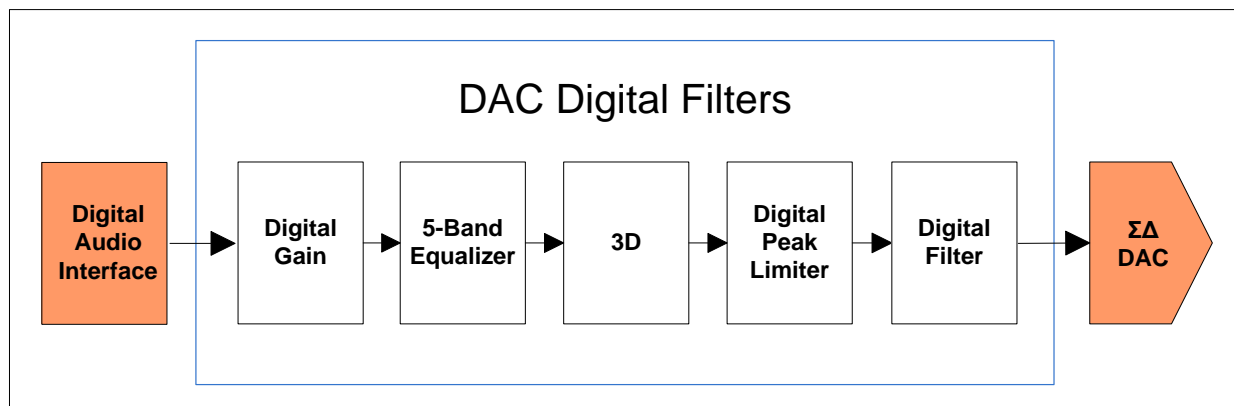 DAC Digital Filters
Digital
Audio
Interface
Digital
Gain
5-Band
Equalizer
3D
Digital
Peak
Limiter
Digital
Filter
ΣΔ
DAC